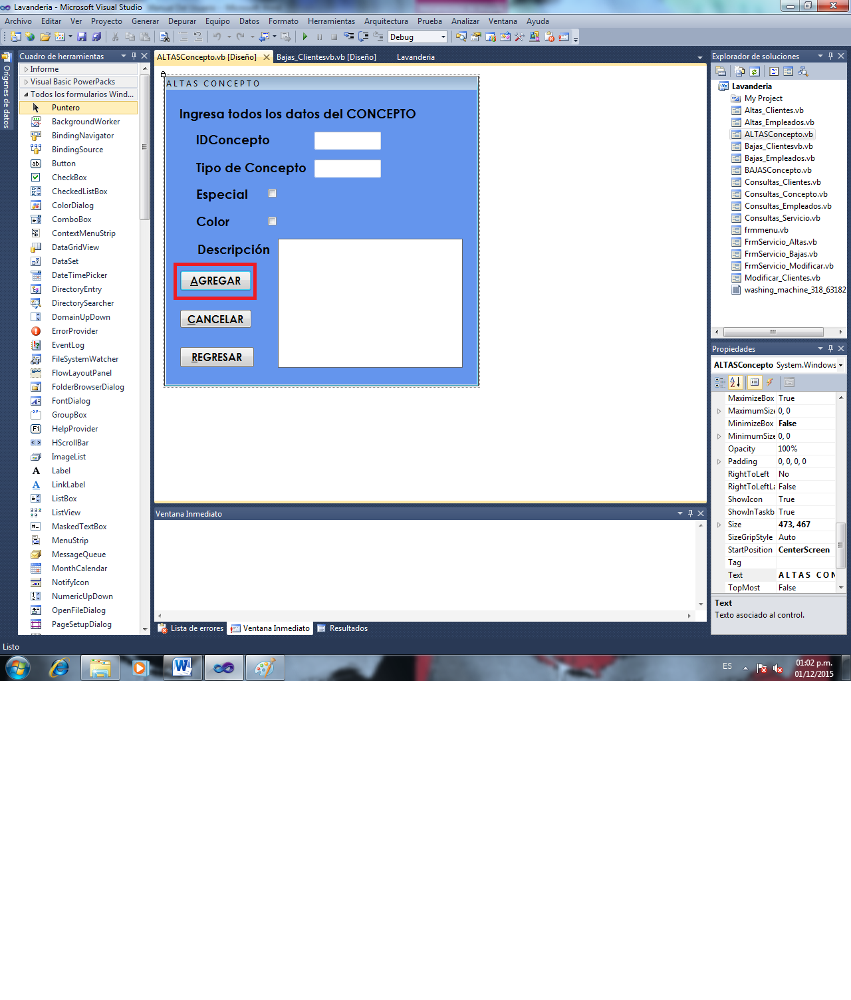 Lavanderia - Microsoft Visual Studio
Archivo Editar Ver Proyecto Generar Depurar Equipo Datos Formato Herramientas Arquitectura Prueba Analizar Ventana Ayuda
Debug
Orígenes de datos
Cuadro de herramientas
Informe
Visual Basic PowerPacks
Todos los formularios Wind...
Puntero
BackgroundWorker
BindingNavigator
BindingSource
Button
CheckBox
CheckedListBox
ColorDialog
ComboBox
ContextMenuStrip
DataGridView
DataSet
DateTimePicker
DirectoryEntry
DirectorySearcher
DomainUpDown
ErrorProvider
EventLog
FileSystemWatcher
FlowLayoutPanel
FolderBrowserDialog
FontDialog
GroupBox
HelpProvider
HScrollBar
ImageList
Label
LinkLabel
ListBox
ListView
MaskedTextBox
MenuStrip
MessageQueue
MonthCalendar
NotifyIcon
NumericUpDown
OpenFileDialog
PageSetupDialog
ALTASConcepto.vb [Diseño] Bajas_Clientesvb.vb [Diseño] Lavanderia
ALTAS CONCEPTO
Ingresa todos los datos del CONCEPTO
IDConcepto
Tipo de Concepto
Especial
Color
Descripción
AGREGAR
CANCELAR
REGRESAR
Ventana Inmediato
Lista de errores Ventana Inmediato Resultados
Explorador de soluciones
Lavanderia
My Project
Altas_Clientes.vb
Altas_Empleados.vb
ALTASConcepto.vb
Bajas_Clientesvb.vb
Bajas_Empleados.vb
BAJASConcepto.vb
Consultas_Clientes.vb
Consultas_Concepto.vb
Consultas_Empleados.vb
Consultas_Servicio.vb
frmmenu.vb
FrmServicio_Altas.vb
FrmServicio_Bajas.vb
FrmServicio_Modificar.vb
Modificar_Clientes.vb
washing_machine_318_63182
Propiedades
ALTASConcepto System.Windows
MaximizeBox True
MaximumSize 0, 0
MinimizeBox False
MinimumSize 0, 0
Opacity 100%
Padding 0, 0, 0, 0
RightToLeft No
RightToLeftLa False
ShowIcon True
ShowInTaskb True
Size 473, 467
SizeGripStyle Auto
StartPosition CenterScreen
Tag
Text ALTAS CON
TopMost False
Text
Texto asociado al control.
Listo
ES
01:02 p.m.
01/12/2015